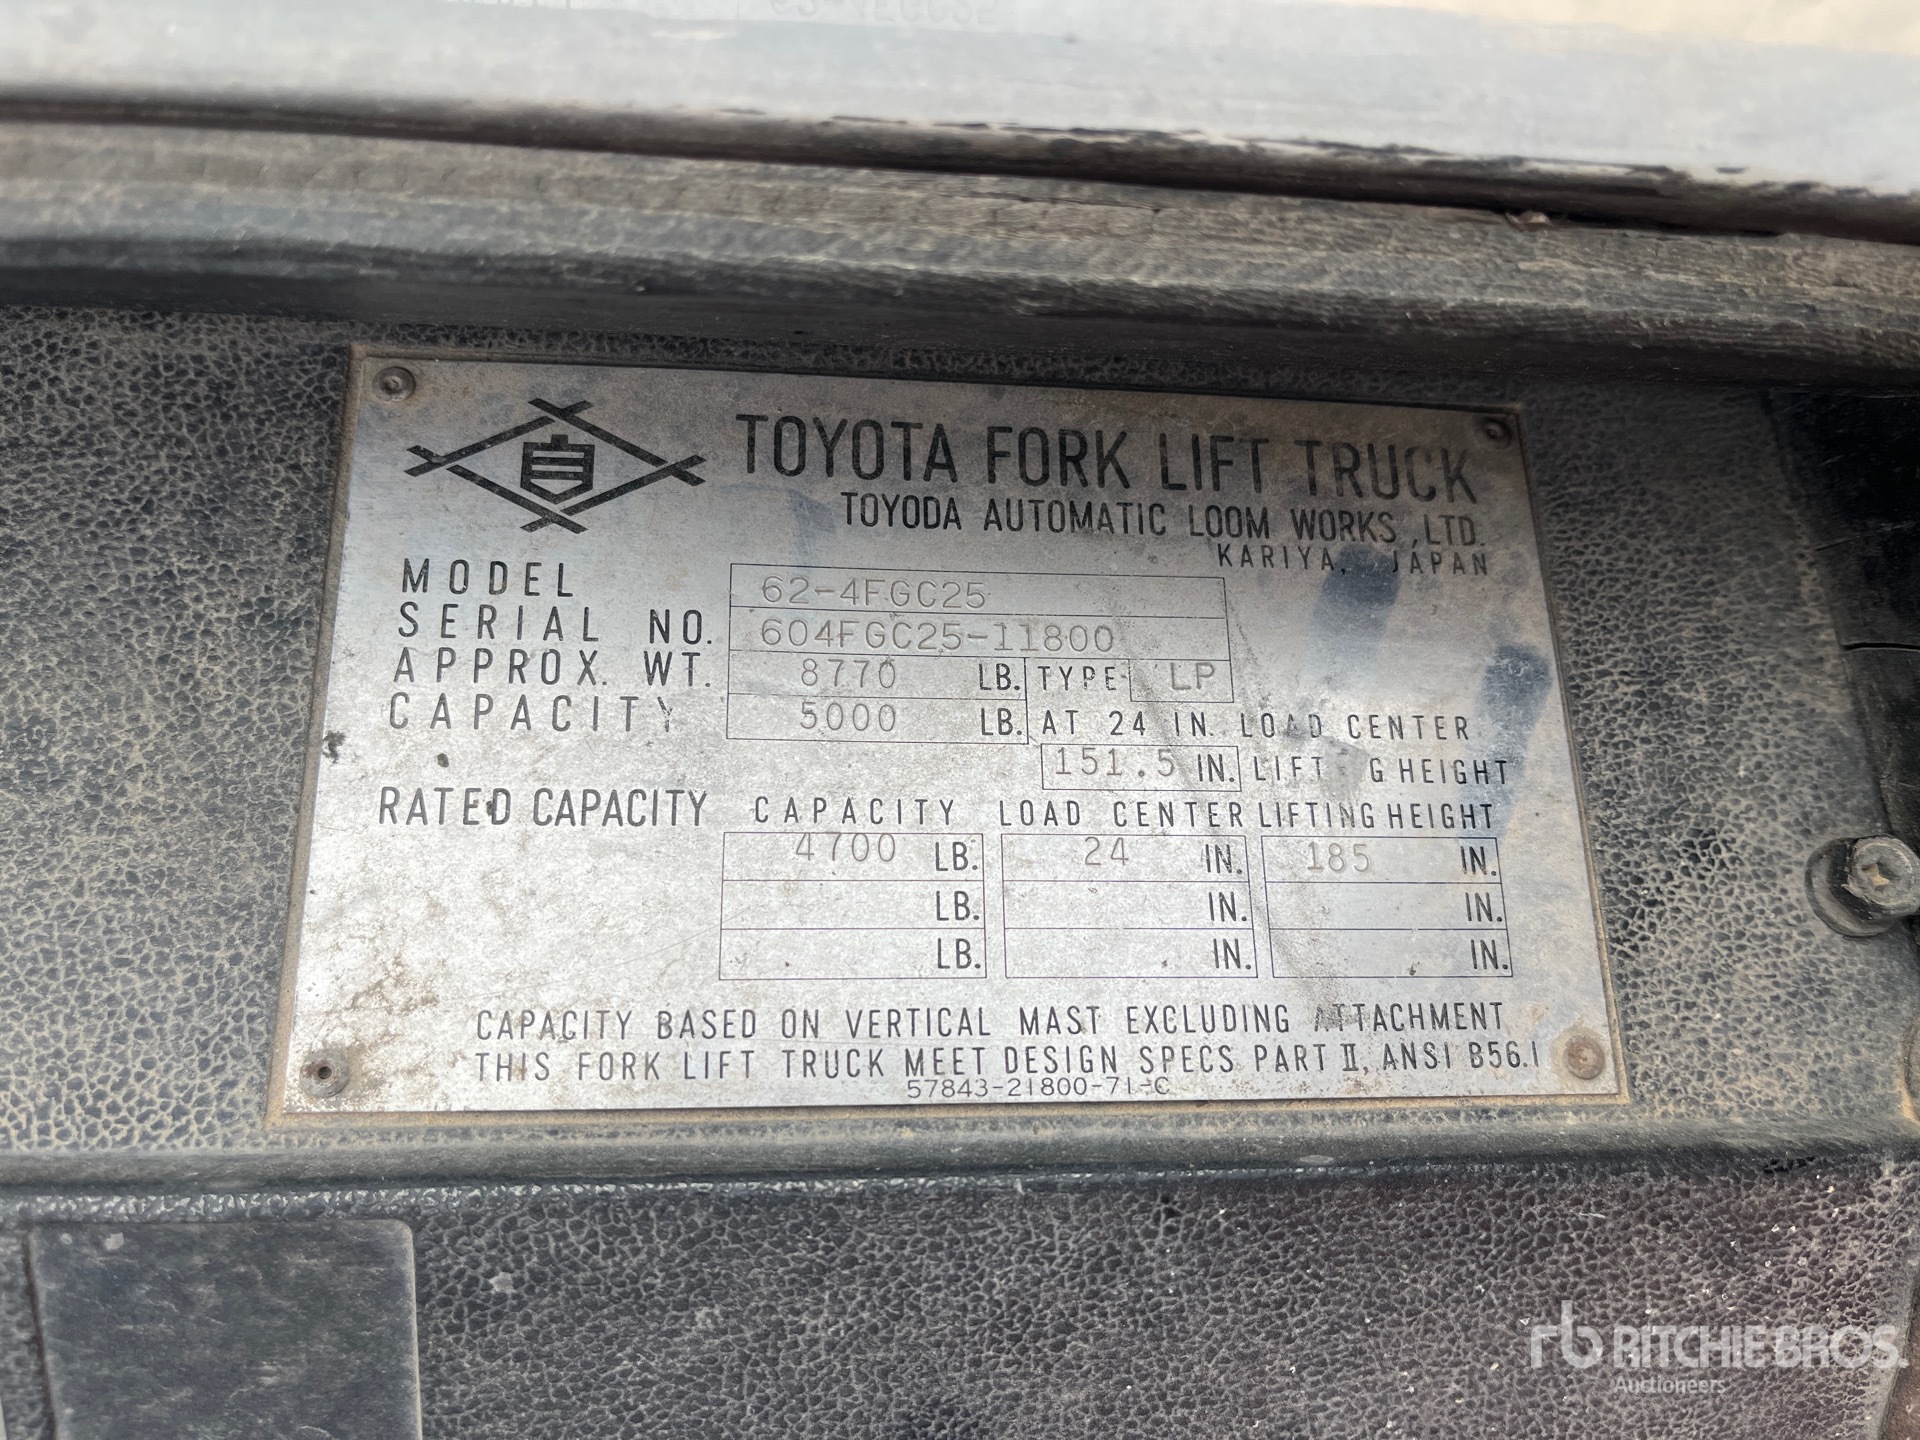 自
TOYOTA FORK LIFT TRUCK
TOYODA AUTOMATIC LOOM WORKS, LTD.
KARIYA, JAPAN
MODEL 62-4FGC25
SERIAL NO. 604FGC25-11800
APPROX. WT. 8770 LB. TYPE LP
CAPACITY 5000 LB. AT 24 IN. LOAD CENTER
151.5 IN. LIFT G HEIGHT
RATED CAPACITY CAPACITY LOAD CENTER LIFTING HEIGHT
4700 LB. 24 IN. 185 IN.
LB. IN. IN.
LB. IN. IN.
CAPACITY BASED ON VERTICAL MAST EXCLUDING ATTACHMENT
THIS FORK LIFT TRUCK MEET DESIGN SPECS PART II, ANSI B56.1
57843-21800-71-C
rb RITCHIE BROS.
Auctioneers